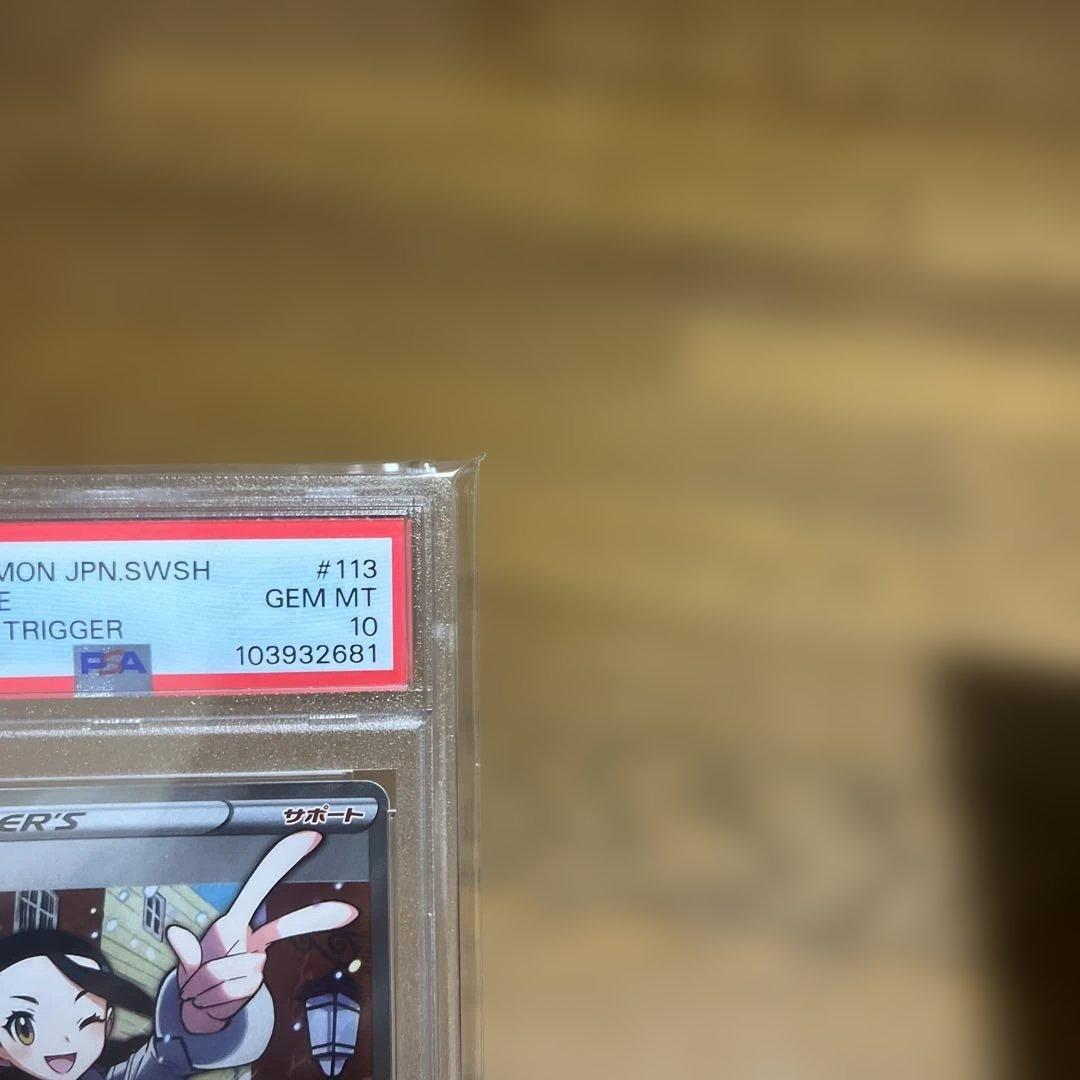 MON JPN.SWSH #113
E GEM MT
TRIGGER 10
PSA 103932681
ER'S サポート